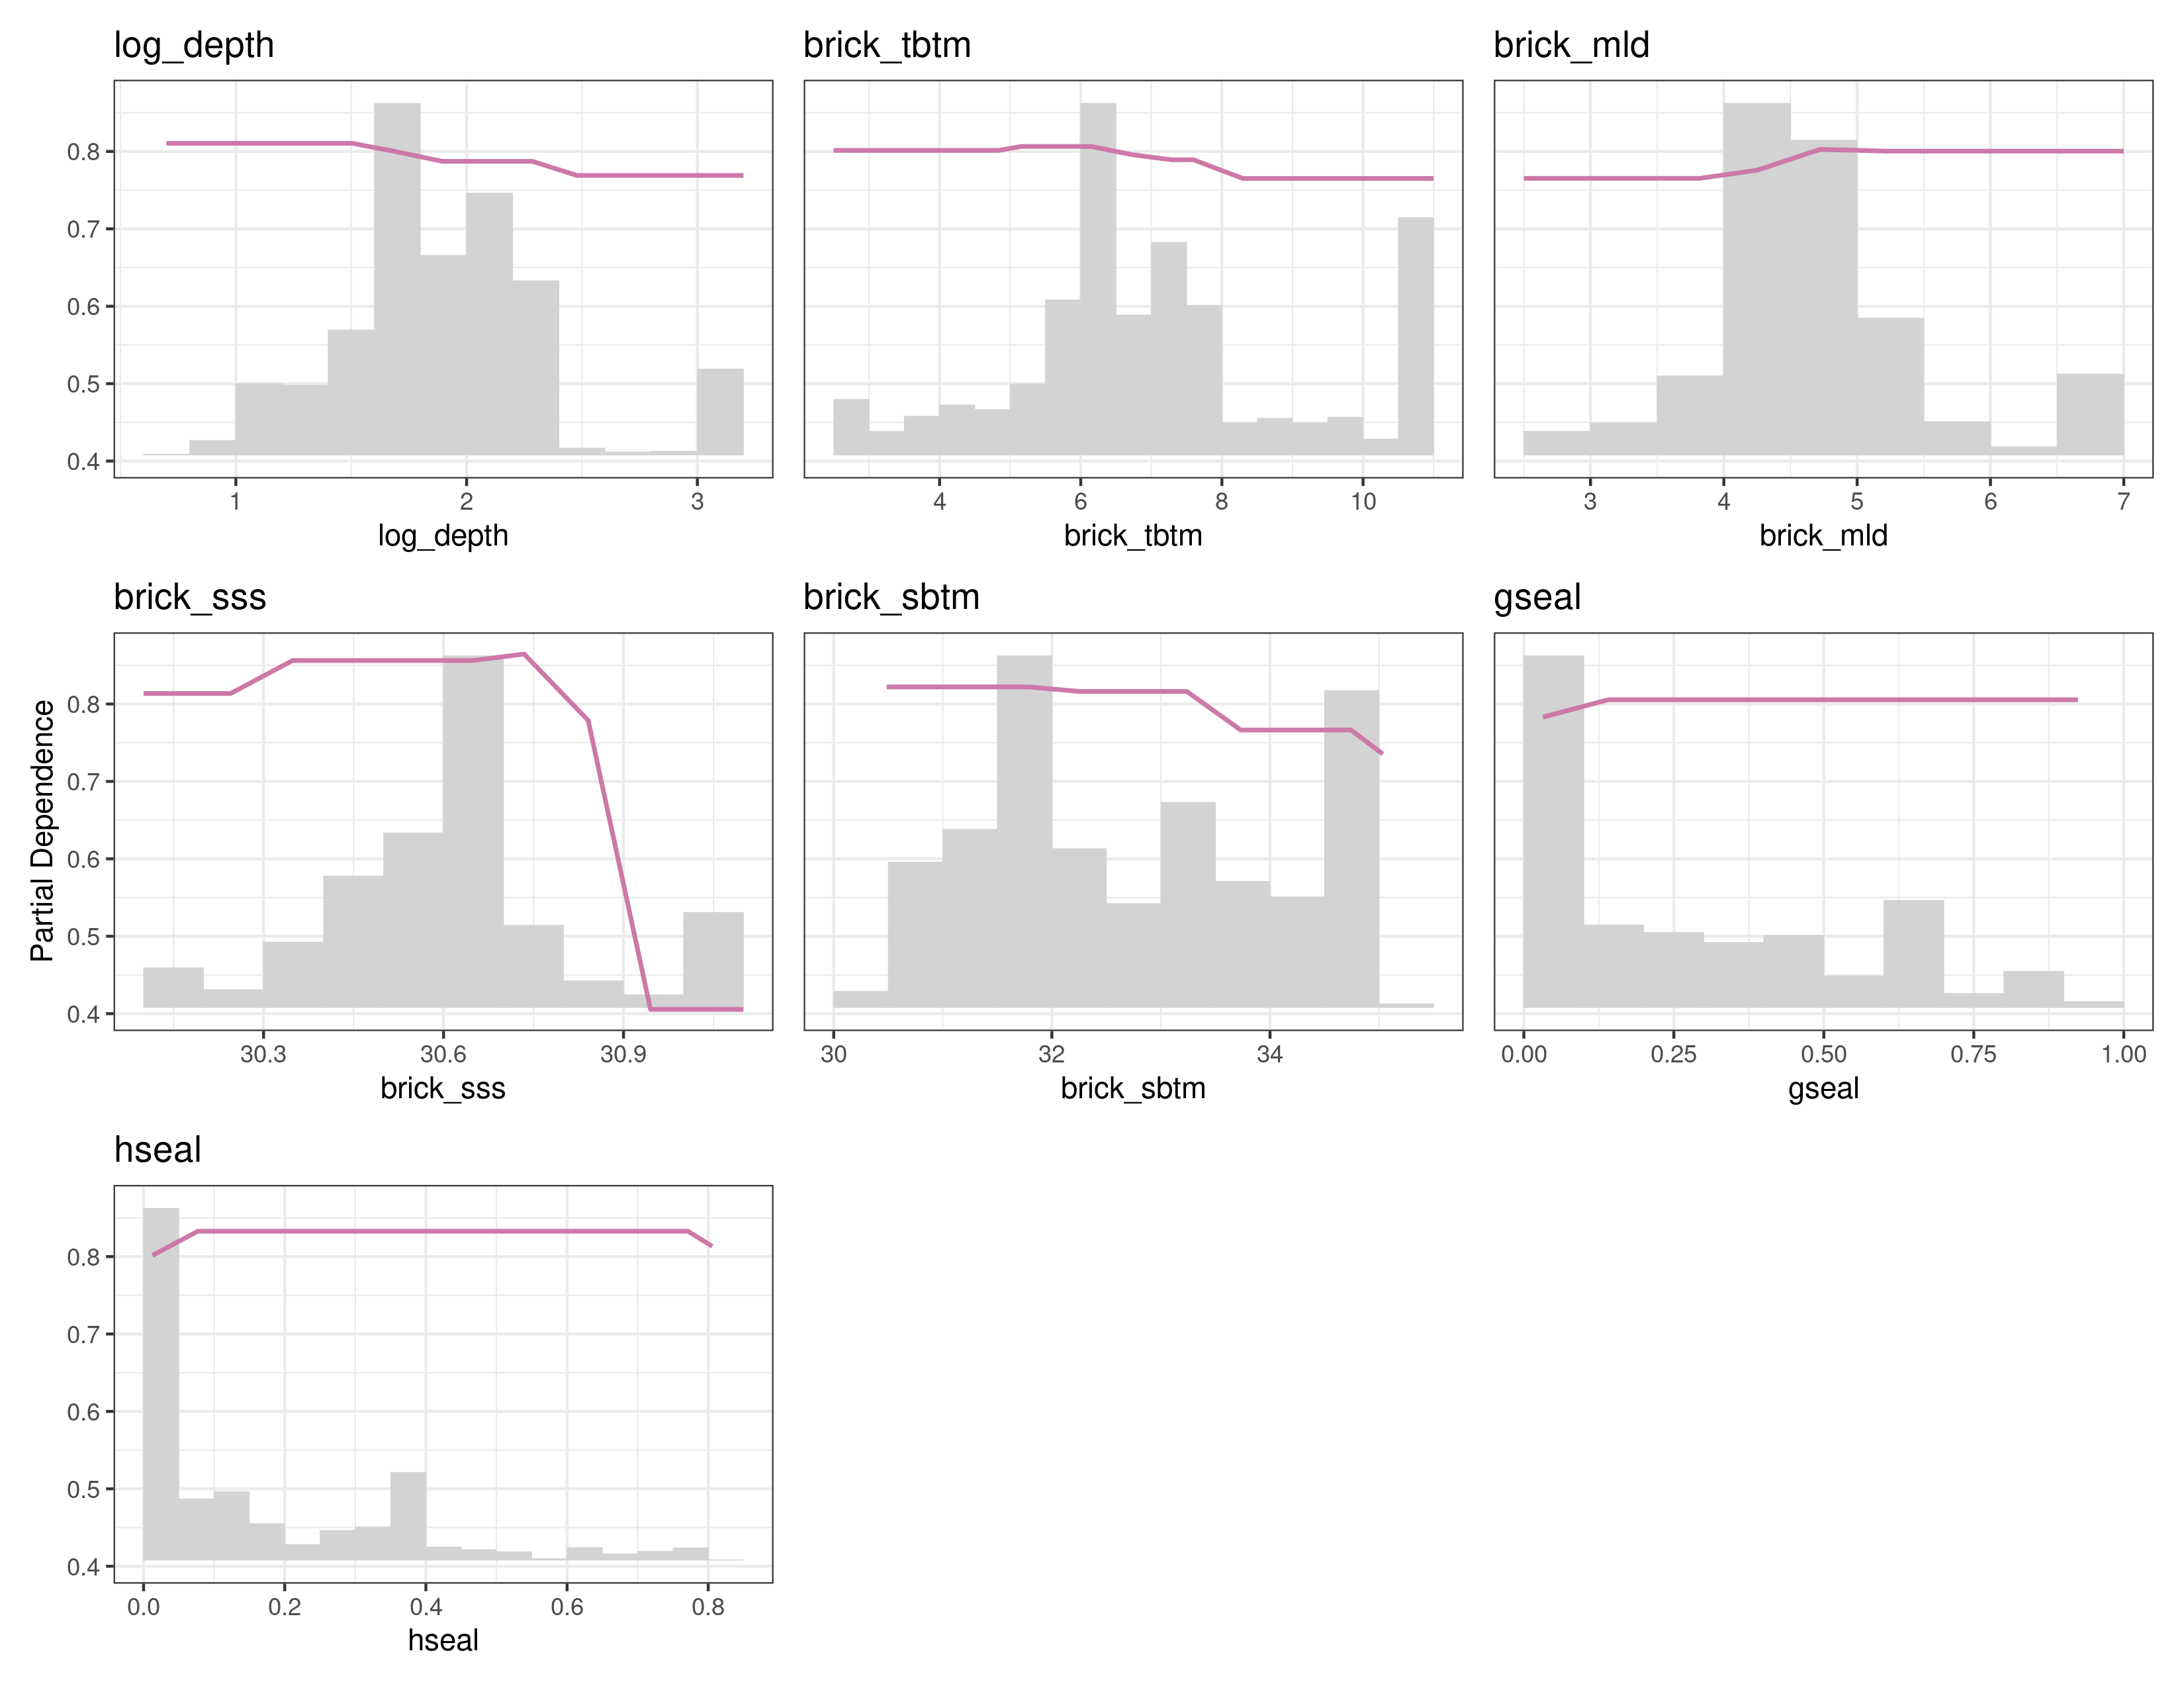 log_depth
brick_tbtm
brick_mld
0.8
0.7
0.6
0.5
0.4
1 2 3
4 6 8 10
3 4 5 6 7
log_depth
brick_tbtm
brick_mld
brick_sss
brick_sbtm
gseal
Partial Dependence
0.8
0.7
0.6
0.5
0.4
30.3 30.6 30.9
30 32 34
0.00 0.25 0.50 0.75 1.00
brick_sss
brick_sbtm
gseal
hseal
0.8
0.7
0.6
0.5
0.4
0.0 0.2 0.4 0.6 0.8
hseal